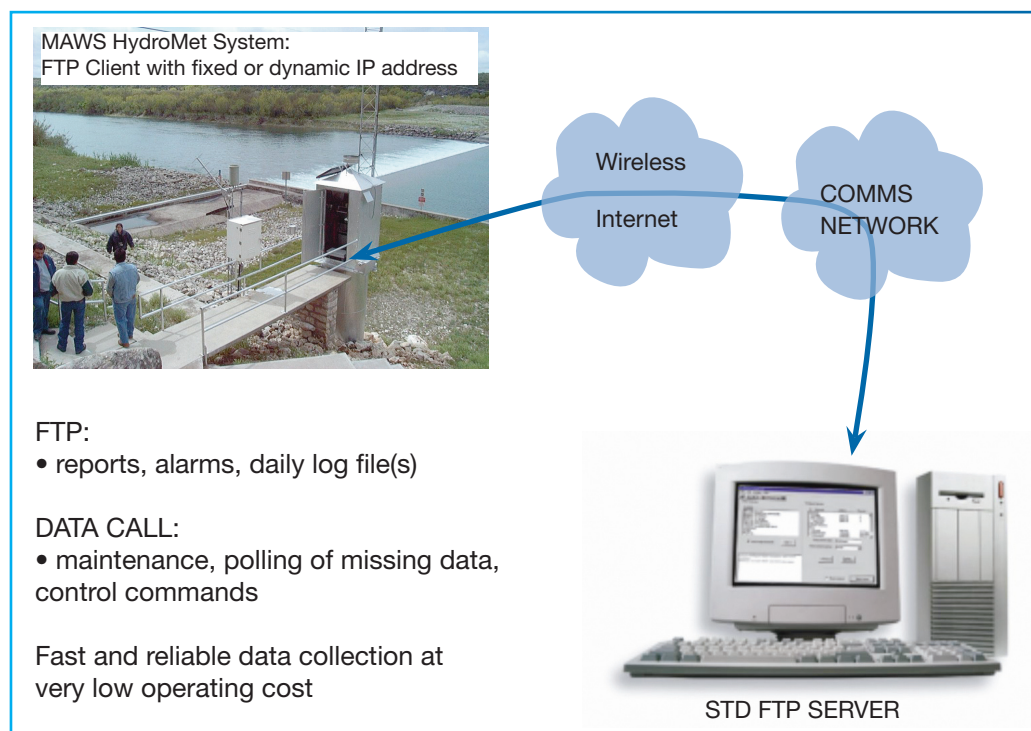 MAWS HydroMet System:
FTP Client with fixed or dynamic IP address
Wireless
Internet
COMMS
NETWORK
FTP:
• reports, alarms, daily log file(s)
DATA CALL:
• maintenance, polling of missing data,
control commands
Fast and reliable data collection at
very low operating cost
STD FTP SERVER